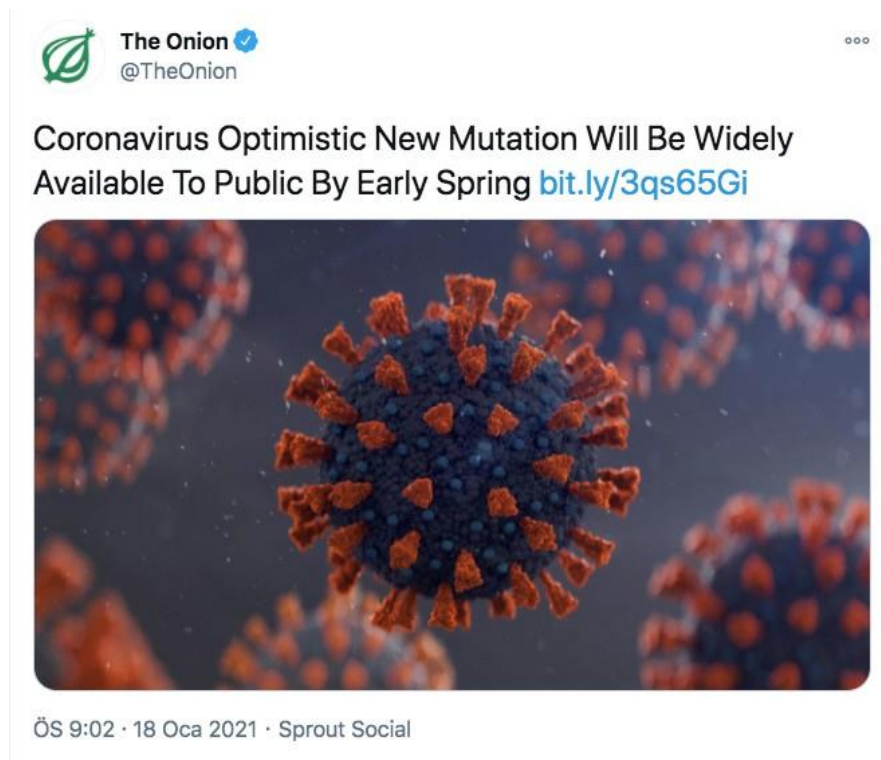 The Onion
@TheOnion
Coronavirus Optimistic New Mutation Will Be Widely
Available To Public By Early Spring bit.ly/3qs65Gi
ÖS 9:02 · 18 Oca 2021 · Sprout Social